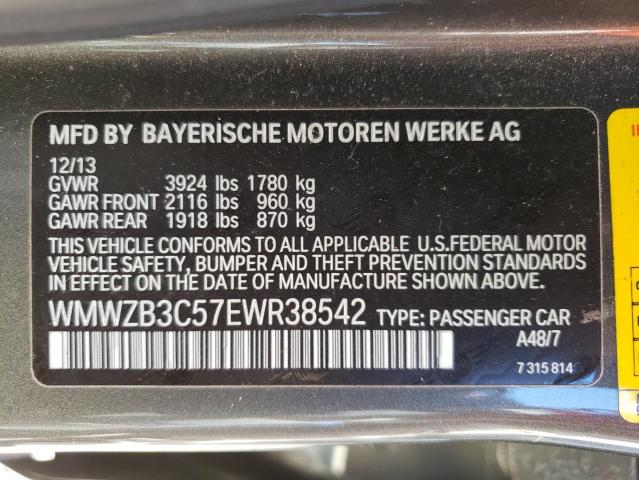 MFD BY BAYERISCHE MOTOREN WERKE AG
12/13
GVWR 3924 lbs 1780 kg
GAWR FRONT 2116 lbs 960 kg
GAWR REAR 1918 lbs 870 kg
THIS VEHICLE CONFORMS TO ALL APPLICABLE U.S.FEDERAL MOTOR
VEHICLE SAFETY, BUMPER AND THEFT PREVENTION STANDARDS
IN EFFECT ON DATE OF MANUFACTURE SHOWN ABOVE.
WMWZB3C57EWR38542 TYPE: PASSENGER CAR
A48/7
7 315 814